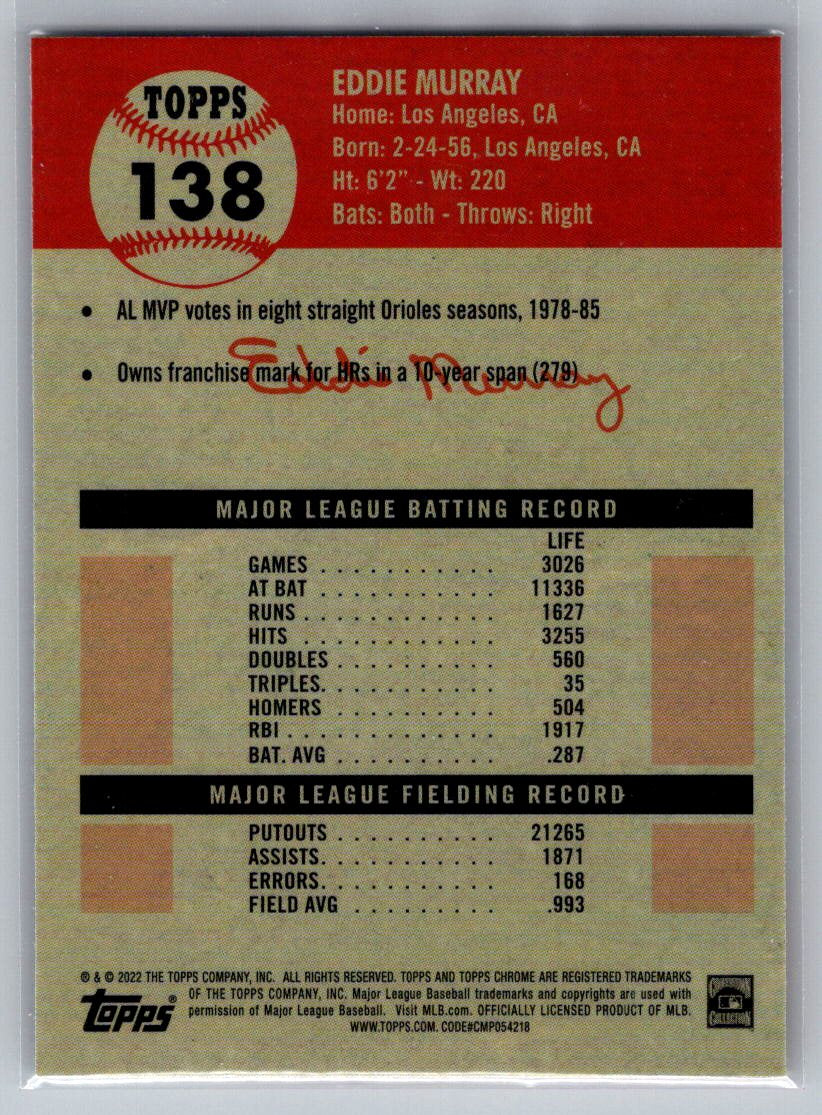 TOPPS
138
EDDIE MURRAY
Home: Los Angeles, CA
Born: 2-24-56, Los Angeles, CA
Ht: 6'2" - Wt: 220
Bats: Both - Throws: Right
• AL MVP votes in eight straight Orioles seasons, 1978-85
• Owns franchise mark for HRs in a 10-year span (279)
Eddie Murray
MAJOR LEAGUE BATTING RECORD
LIFE
GAMES . . . . . . . . . . . 3026
AT BAT . . . . . . . . . . . 11336
RUNS . . . . . . . . . . . . 1627
HITS . . . . . . . . . . . . 3255
DOUBLES . . . . . . . . . . 560
TRIPLES. . . . . . . . . . . 35
HOMERS . . . . . . . . . . 504
RBI . . . . . . . . . . . . . 1917
BAT. AVG . . . . . . . . . . .287
MAJOR LEAGUE FIELDING RECORD
PUTOUTS . . . . . . . . . . 21265
ASSISTS. . . . . . . . . . . 1871
ERRORS. . . . . . . . . . . 168
FIELD AVG . . . . . . . . . .993
® & © 2022 THE TOPPS COMPANY, INC. ALL RIGHTS RESERVED. TOPPS AND TOPPS CHROME ARE REGISTERED TRADEMARKS
OF THE TOPPS COMPANY, INC. Major League Baseball trademarks and copyrights are used with
permission of Major League Baseball. Visit MLB.com. OFFICIALLY LICENSED PRODUCT OF MLB.
WWW.TOPPS.COM. CODE#CMP054218
topps®
COOPERSTOWN
COLLECTION